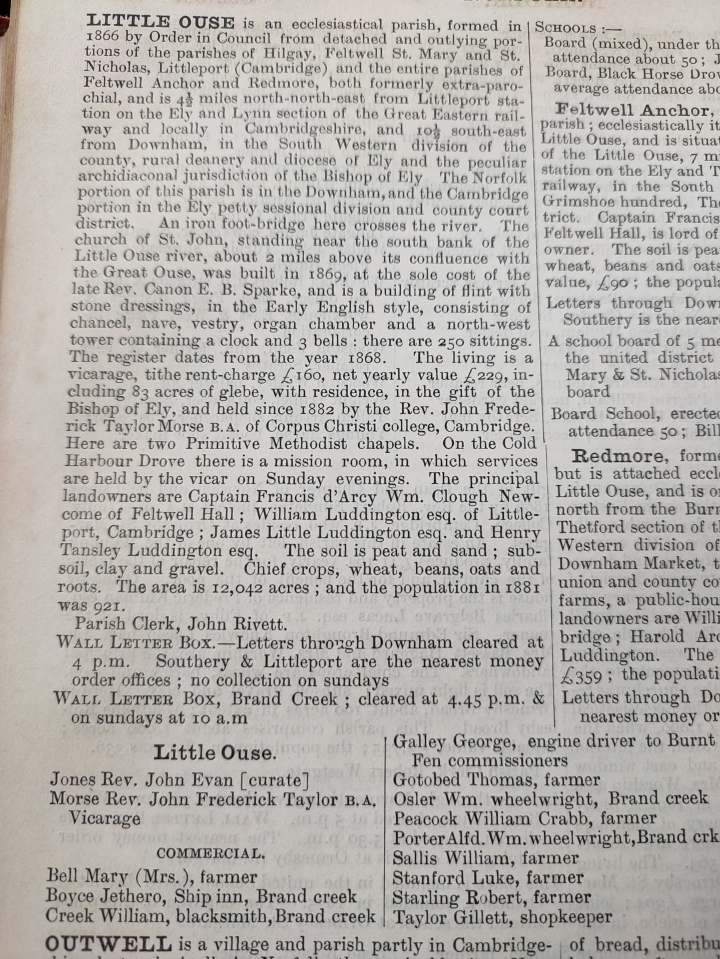 LITTLE OUSE is an ecclesiastical parish, formed in
1866 by Order in Council from detached and outlying por-
tions of the parishes of Hilgay, Feltwell St. Mary and St.
Nicholas, Littleport (Cambridge) and the entire parishes of
Feltwell Anchor and Redmore, both formerly extra-paro-
chial, and is 4½ miles north-north-east from Littleport sta-
tion on the Ely and Lynn section of the Great Eastern rail-
way and locally in Cambridgeshire, and 10½ south-east
from Downham, in the South Western division of the
county, rural deanery and diocese of Ely and the peculiar
archidiaconal jurisdiction of the Bishop of Ely The Norfolk
portion of this parish is in the Downham, and the Cambridge
portion in the Ely petty sessional division and county court
district. An iron foot-bridge here crosses the river. The
church of St. John, standing near the south bank of the
Little Ouse river, about 2 miles above its confluence with
the Great Ouse, was built in 1869, at the sole cost of the
late Rev. Canon E. B. Sparke, and is a building of flint with
stone dressings, in the Early English style, consisting of
chancel, nave, vestry, organ chamber and a north-west
tower containing a clock and 3 bells : there are 250 sittings.
The register dates from the year 1868. The living is a
vicarage, tithe rent-charge £160, net yearly value £229, in-
cluding 83 acres of glebe, with residence, in the gift of the
Bishop of Ely, and held since 1882 by the Rev. John Frede-
rick Taylor Morse B.A. of Corpus Christi college, Cambridge.
Here are two Primitive Methodist chapels. On the Cold
Harbour Drove there is a mission room, in which services
are held by the vicar on Sunday evenings. The principal
landowners are Captain Francis d'Arcy Wm. Clough New-
come of Feltwell Hall ; William Luddington esq. of Little-
port, Cambridge ; James Little Luddington esq. and Henry
Tansley Luddington esq. The soil is peat and sand ; sub-
soil, clay and gravel. Chief crops, wheat, beans, oats and
roots. The area is 12,042 acres ; and the population in 1881
was 921.
Parish Clerk, John Rivett.
WALL LETTER BOX.—Letters through Downham cleared at
4 p.m. Southery & Littleport are the nearest money
order offices ; no collection on sundays
WALL LETTER BOX, Brand Creek ; cleared at 4.45 p.m. &
on sundays at 10 a.m
SCHOOLS :—
Board (mixed), under th
attendance about 50 ; J
Board, Black Horse Drov
average attendance abo
Feltwell Anchor,
parish ; ecclesiastically it
Little Ouse, and is situat
of the Little Ouse, 7 m
station on the Ely and T
railway, in the South
Grimshoe hundred, The
trict. Captain Francis
Feltwell Hall, is lord of
owner. The soil is pea
wheat, beans and oats
value, £90 ; the popula
Letters through Down
Southery is the neare
A school board of 5 me
the united district
Mary & St. Nicholas
board
Board School, erected
attendance 50 ; Bill
Redmore, forme
but is attached eccl
Little Ouse, and is o
north from the Burn
Thetford section of th
Western division of
Downham Market, t
union and county co
farms, a public-hou
landowners are Willi
bridge ; Harold Arc
Luddington. The
£359 ; the populati
Letters through Do
nearest money or
Little Ouse.
Jones Rev. John Evan [curate]
Morse Rev. John Frederick Taylor B.A.
Vicarage
COMMERCIAL.
Bell Mary (Mrs.), farmer
Boyce Jethero, Ship inn, Brand creek
Creek William, blacksmith, Brand creek
Galley George, engine driver to Burnt
Fen commissioners
Gotobed Thomas, farmer
Osler Wm. wheelwright, Brand creek
Peacock William Crabb, farmer
Porter Alfd. Wm. wheelwright, Brand crk
Sallis William, farmer
Stanford Luke, farmer
Starling Robert, farmer
Taylor Gillett, shopkeeper
OUTWELL is a village and parish partly in Cambridge-
of bread, distribu